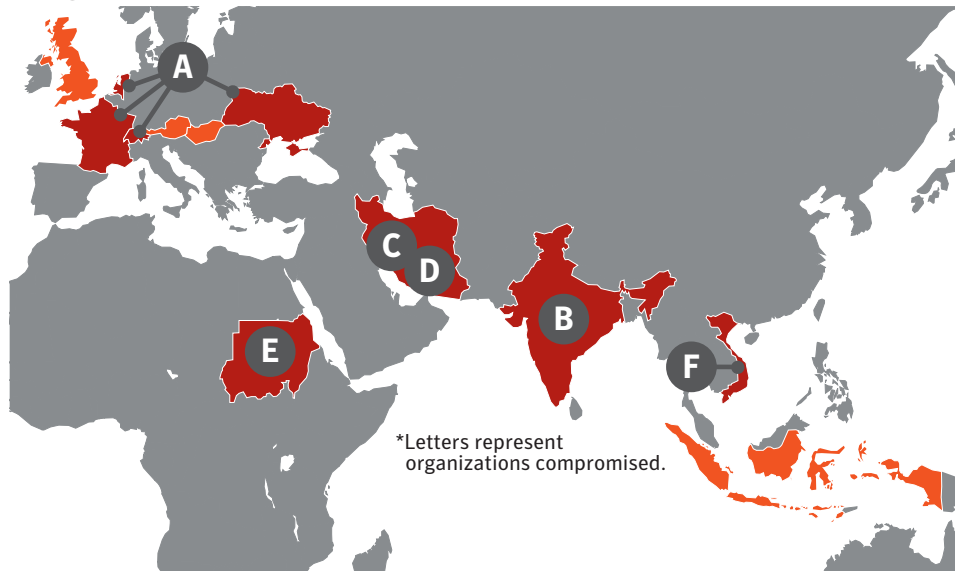 A
C
D
B
E
F
*Letters represent
organizations compromised.